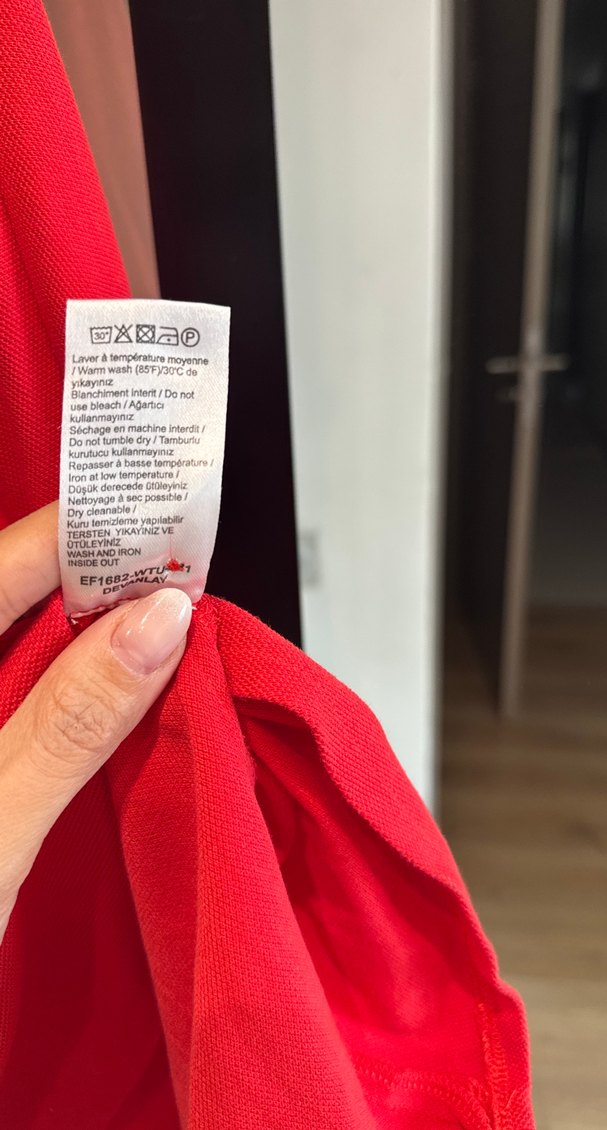 30°
P
Laver à température moyenne
/ Warm wash (85°F)/30°C de
yıkayınız
Blanchiment interit / Do not
use bleach / Ağartıcı
kullanmayınız
Séchage en machine interdit /
Do not tumble dry / Tamburlu
kurutucu kullanmayınız
Repasser à basse température /
Iron at low temperature /
Düşük derecede ütüleyiniz
Nettoyage à sec possible /
Dry cleanable /
Kuru temizleme yapılabilir
TERSTEN YIKAYINIZ VE
ÜTÜLEYİNİZ
WASH AND IRON
INSIDE OUT
DEVANLAY